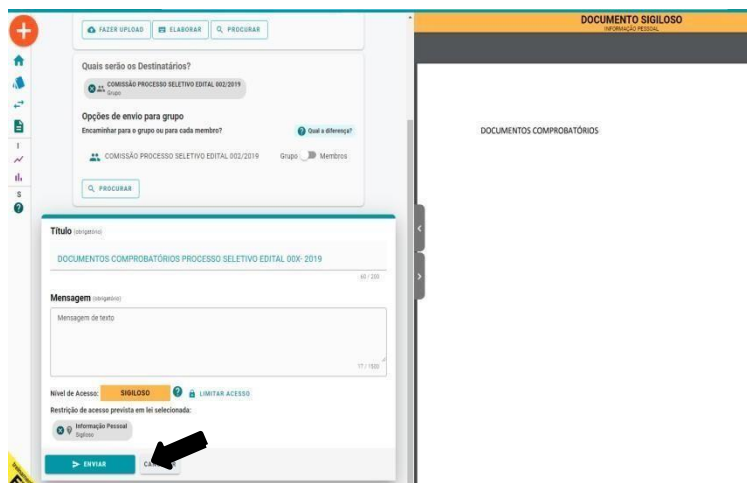 FAZER UPLOAD ELABORAR PROCURAR
Quais serão os Destinatários?
COMISSÃO PROCESSO SELETIVO EDITAL 002/2019
Grupo
Opções de envio para grupo
Encaminhar para o grupo ou para cada membro? Qual a diferença?
COMISSÃO PROCESSO SELETIVO EDITAL 002/2019 Grupo Membros
PROCURAR
Título (obrigatório)
DOCUMENTOS COMPROBATÓRIOS PROCESSO SELETIVO EDITAL 00X- 2019
60 / 200
Mensagem (obrigatório)
Mensagem de texto
17 / 1500
Nível de Acesso: SIGILOSO LIMITAR ACESSO
Restrição de acesso prevista em lei selecionada:
Informação Pessoal
Sigiloso
ENVIAR
DOCUMENTO SIGILOSO
INFORMAÇÃO PESSOAL
DOCUMENTOS COMPROBATÓRIOS